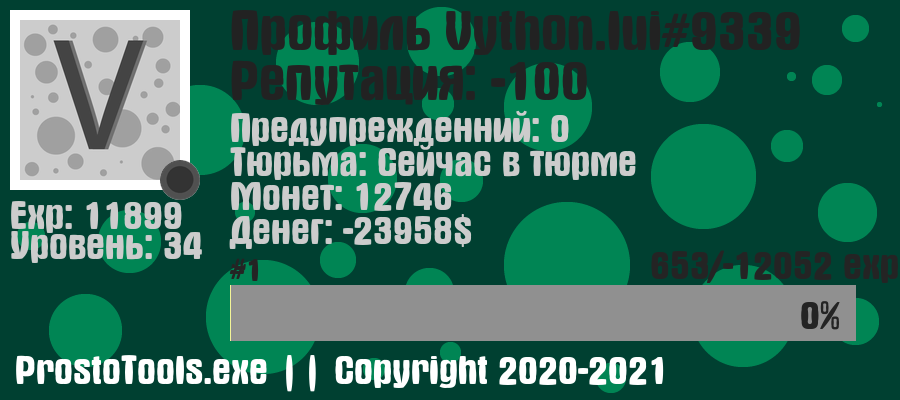 Профиль Vython.lui#9339
Репутация: -100
V
Предупрежденний: 0
Тюрьма: Сейчас в тюрме
Монет: 12746
Денег: -23958$
Exp: 11899
Уровень: 34
#1
653/-12052 exp
0%
ProstoTools.exe || Copyright 2020-2021